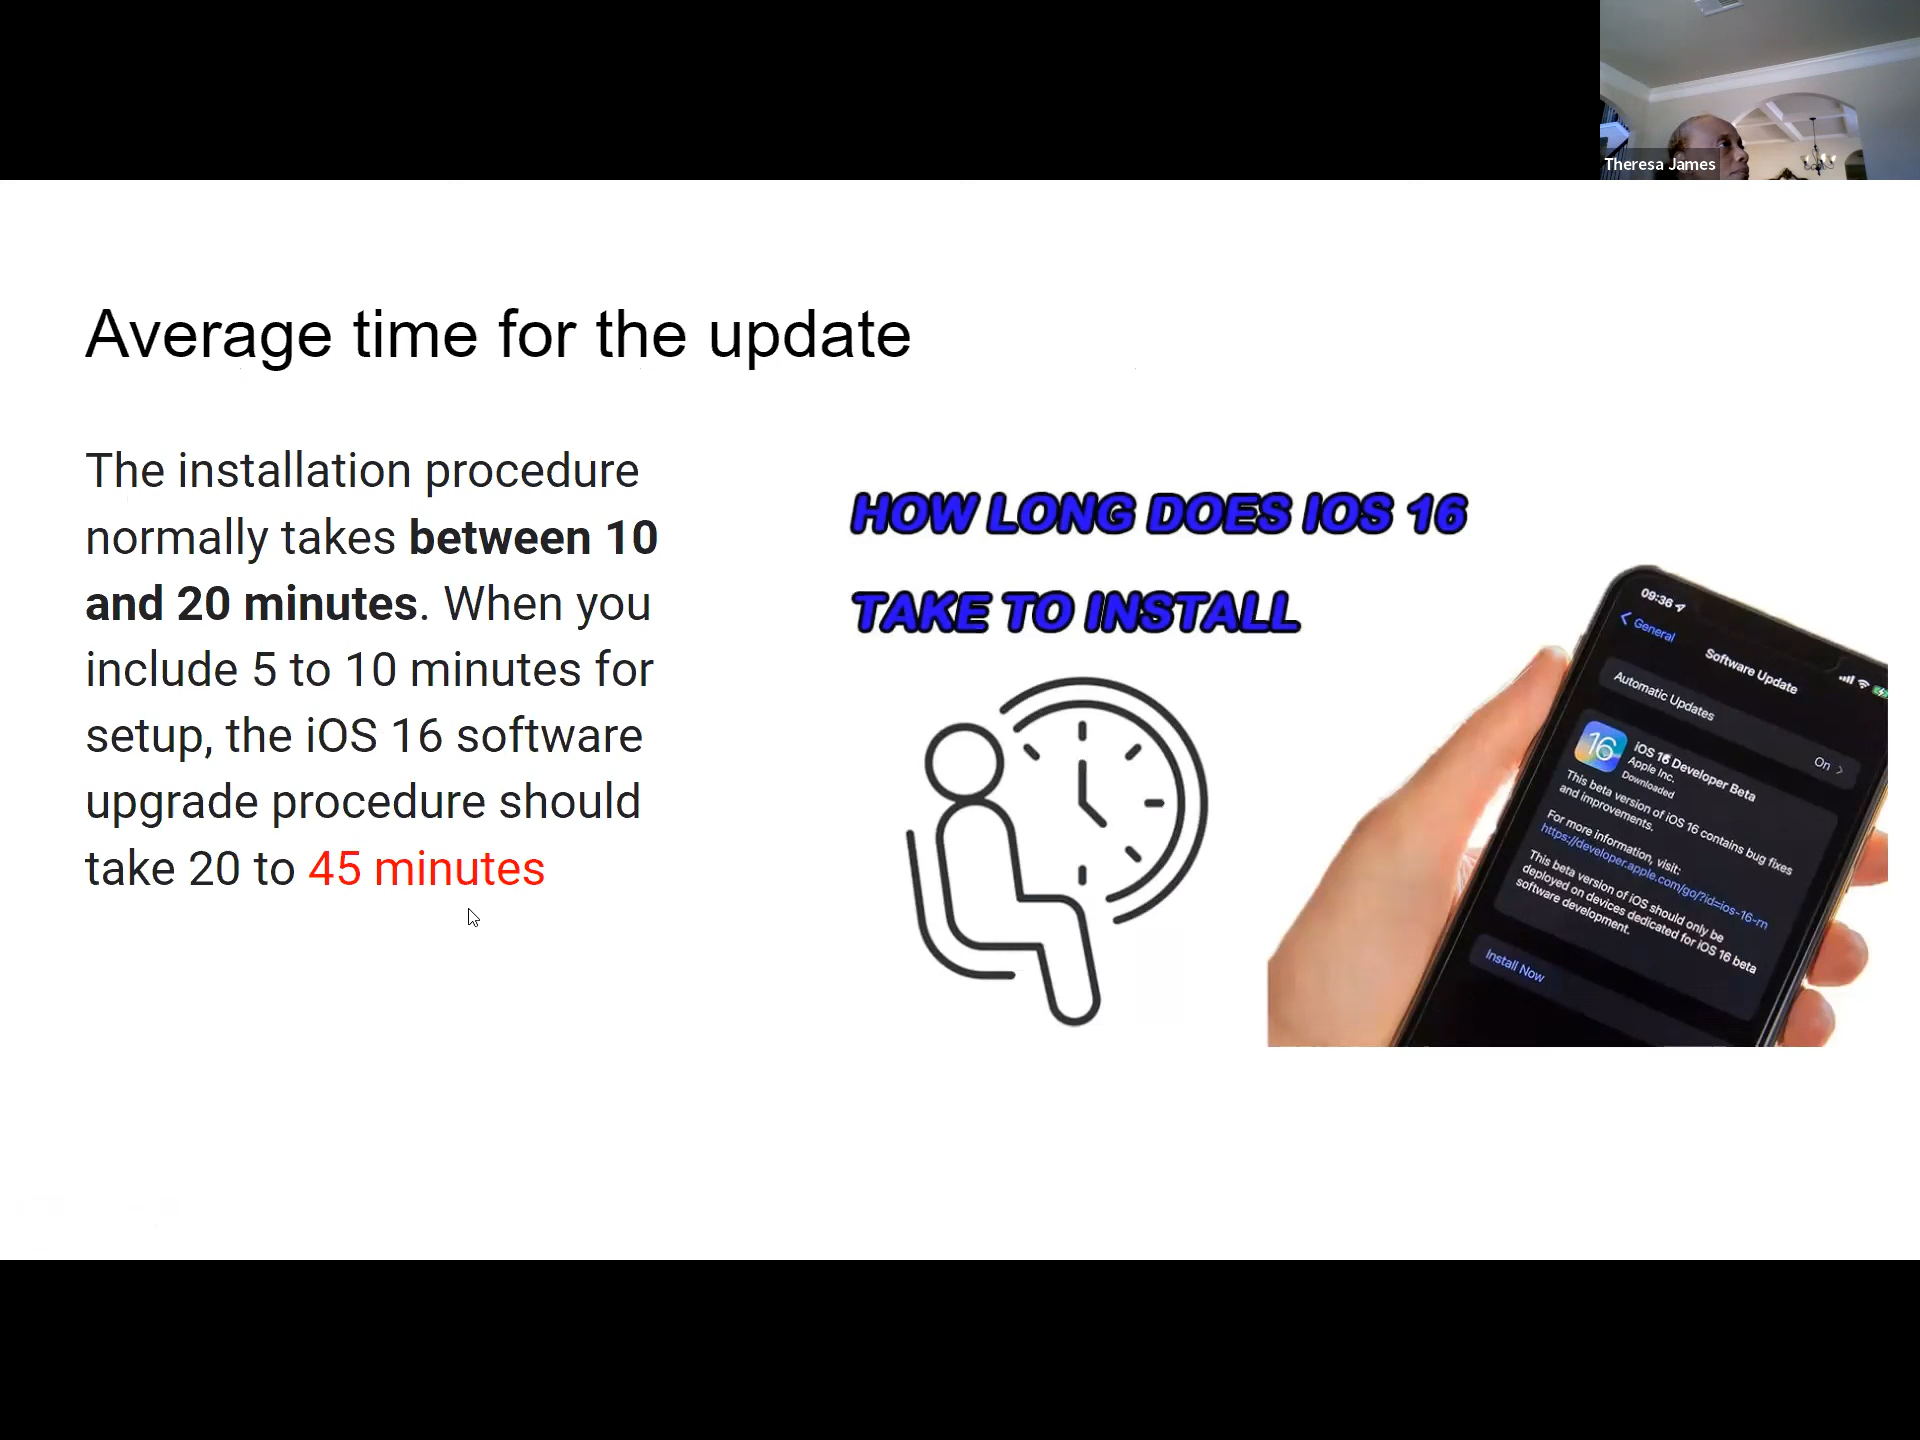 Theresa James
Average time for the update
The installation procedure
normally takes between 10
and 20 minutes. When you
include 5 to 10 minutes for
setup, the iOS 16 software
upgrade procedure should
take 20 to 45 minutes
HOW LONG DOES IOS 16
TAKE TO INSTALL
09:36
General
Software Update
Automatic Updates
On
16
iOS 16 Developer Beta
Apple Inc.
Downloaded
This beta version of iOS 16 contains bug fixes
and improvements.
For more information, visit:
https://developer.apple.com/go/?id=ios-16-rn
This beta version of iOS should only be
deployed on devices dedicated for iOS 16 beta
software development.
Install Now